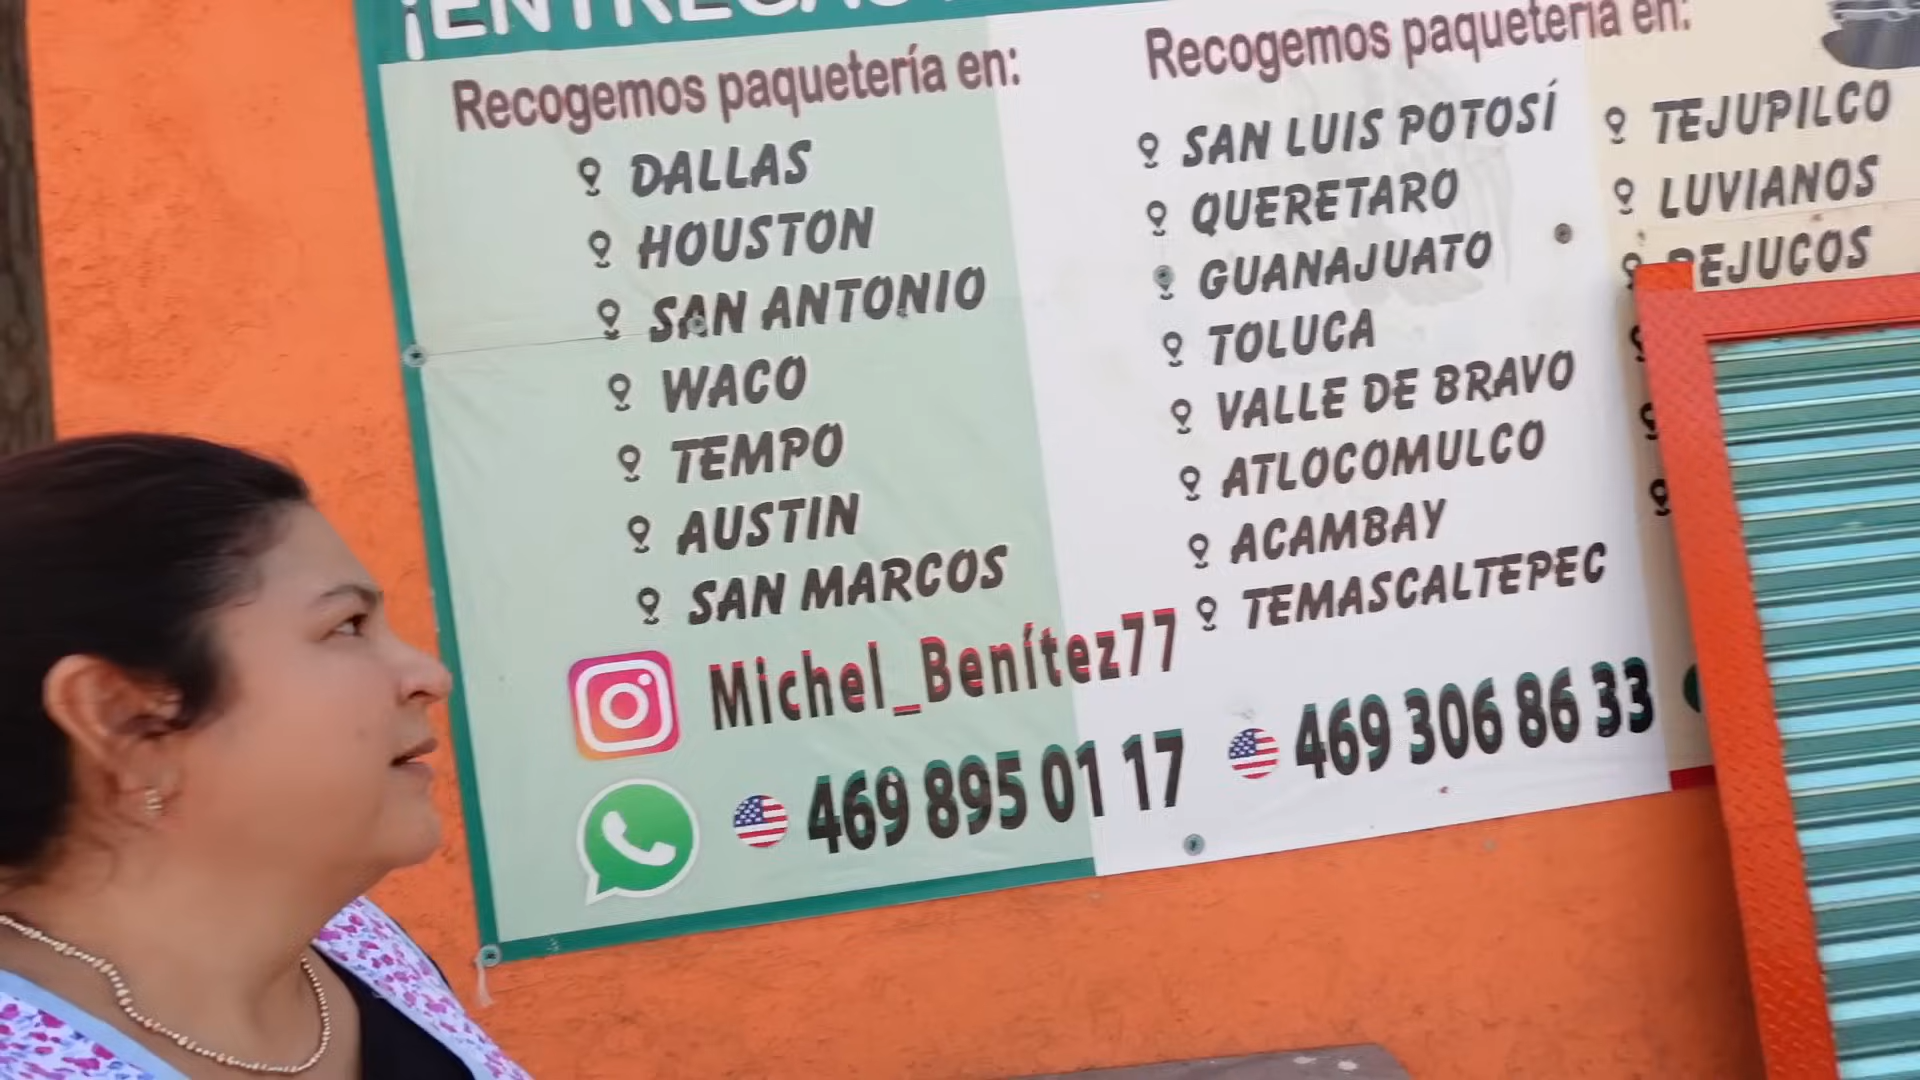 ¡ENTREGAS
Recogemos paquetería en:
DALLAS
HOUSTON
SAN ANTONIO
WACO
TEMPO
AUSTIN
SAN MARCOS
Michel_Benítez77
469 895 01 17
Recogemos paquetería en:
SAN LUIS POTOSÍ
QUERETARO
GUANAJUATO
TOLUCA
VALLE DE BRAVO
ATLOCOMULCO
ACAMBAY
TEMASCALTEPEC
469 306 86 33
TEJUPILCO
LUVIANOS
BEJUCOS